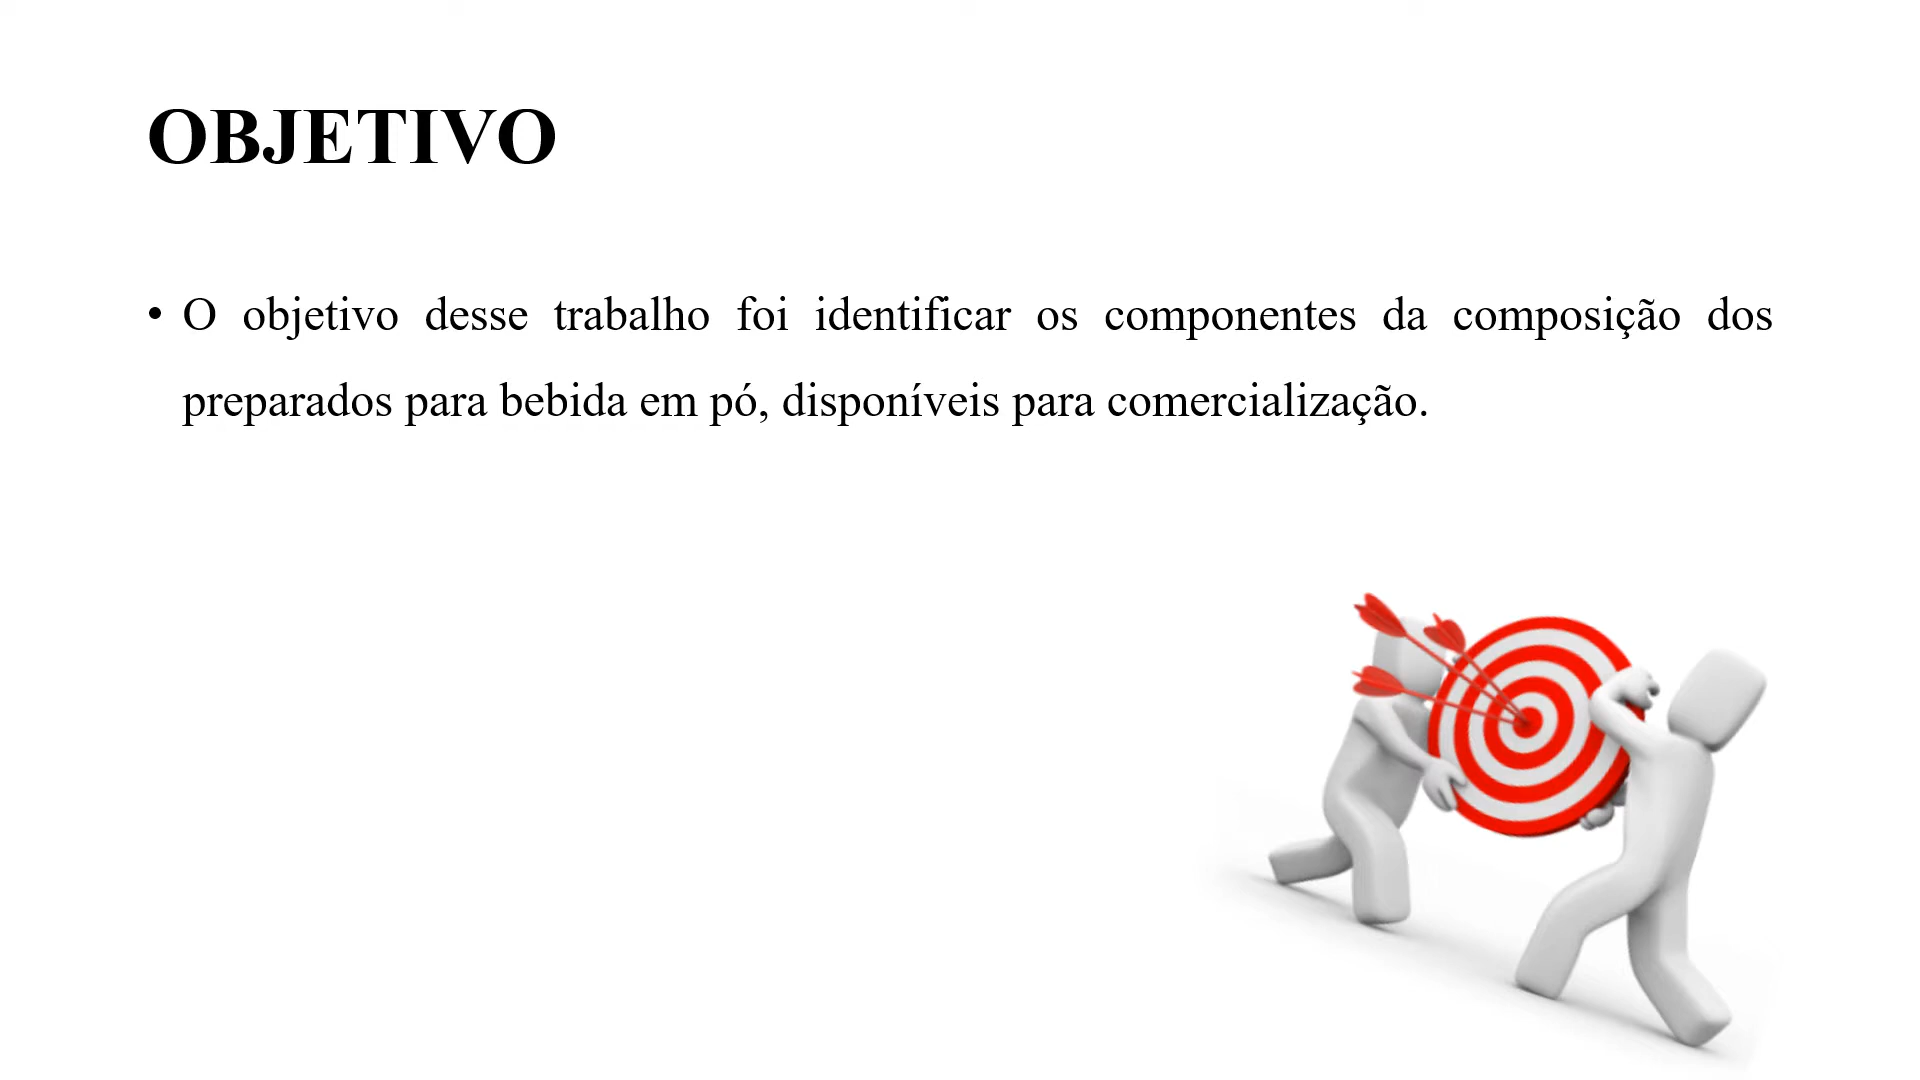 OBJETIVO
• O objetivo desse trabalho foi identificar os componentes da composição dos
preparados para bebida em pó, disponíveis para comercialização.